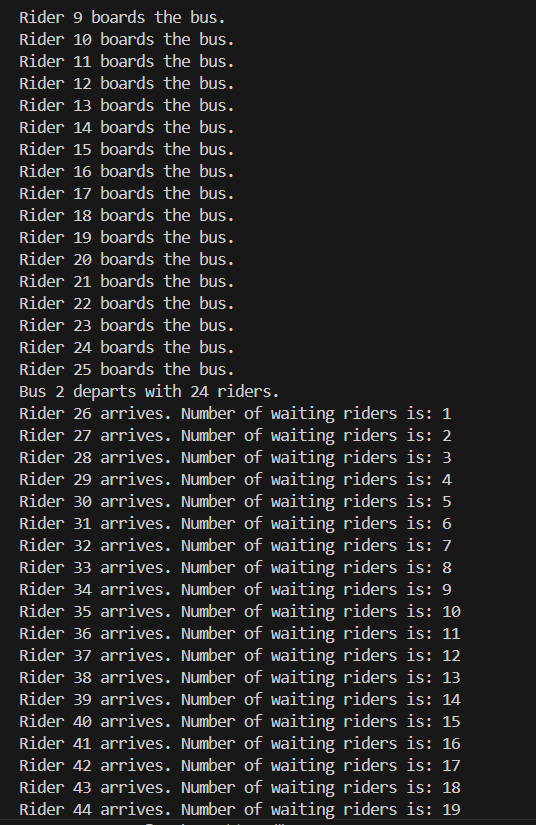 Rider 9 boards the bus.
Rider 10 boards the bus.
Rider 11 boards the bus.
Rider 12 boards the bus.
Rider 13 boards the bus.
Rider 14 boards the bus.
Rider 15 boards the bus.
Rider 16 boards the bus.
Rider 17 boards the bus.
Rider 18 boards the bus.
Rider 19 boards the bus.
Rider 20 boards the bus.
Rider 21 boards the bus.
Rider 22 boards the bus.
Rider 23 boards the bus.
Rider 24 boards the bus.
Rider 25 boards the bus.
Bus 2 departs with 24 riders.
Rider 26 arrives. Number of waiting riders is: 1
Rider 27 arrives. Number of waiting riders is: 2
Rider 28 arrives. Number of waiting riders is: 3
Rider 29 arrives. Number of waiting riders is: 4
Rider 30 arrives. Number of waiting riders is: 5
Rider 31 arrives. Number of waiting riders is: 6
Rider 32 arrives. Number of waiting riders is: 7
Rider 33 arrives. Number of waiting riders is: 8
Rider 34 arrives. Number of waiting riders is: 9
Rider 35 arrives. Number of waiting riders is: 10
Rider 36 arrives. Number of waiting riders is: 11
Rider 37 arrives. Number of waiting riders is: 12
Rider 38 arrives. Number of waiting riders is: 13
Rider 39 arrives. Number of waiting riders is: 14
Rider 40 arrives. Number of waiting riders is: 15
Rider 41 arrives. Number of waiting riders is: 16
Rider 42 arrives. Number of waiting riders is: 17
Rider 43 arrives. Number of waiting riders is: 18
Rider 44 arrives. Number of waiting riders is: 19